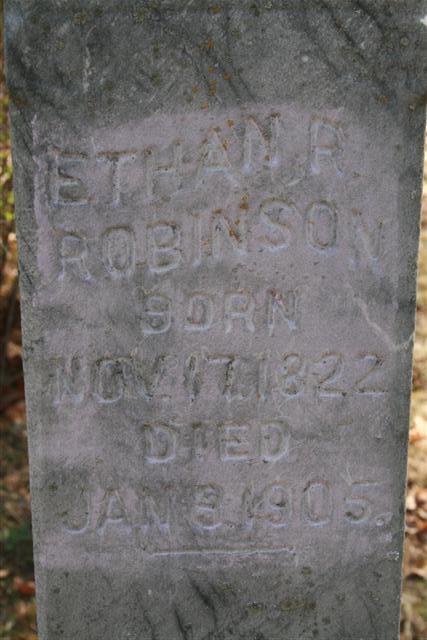 ETHAN R.
ROBINSON
BORN
NOV. 17. 1822
DIED
JAN 3. 1905.